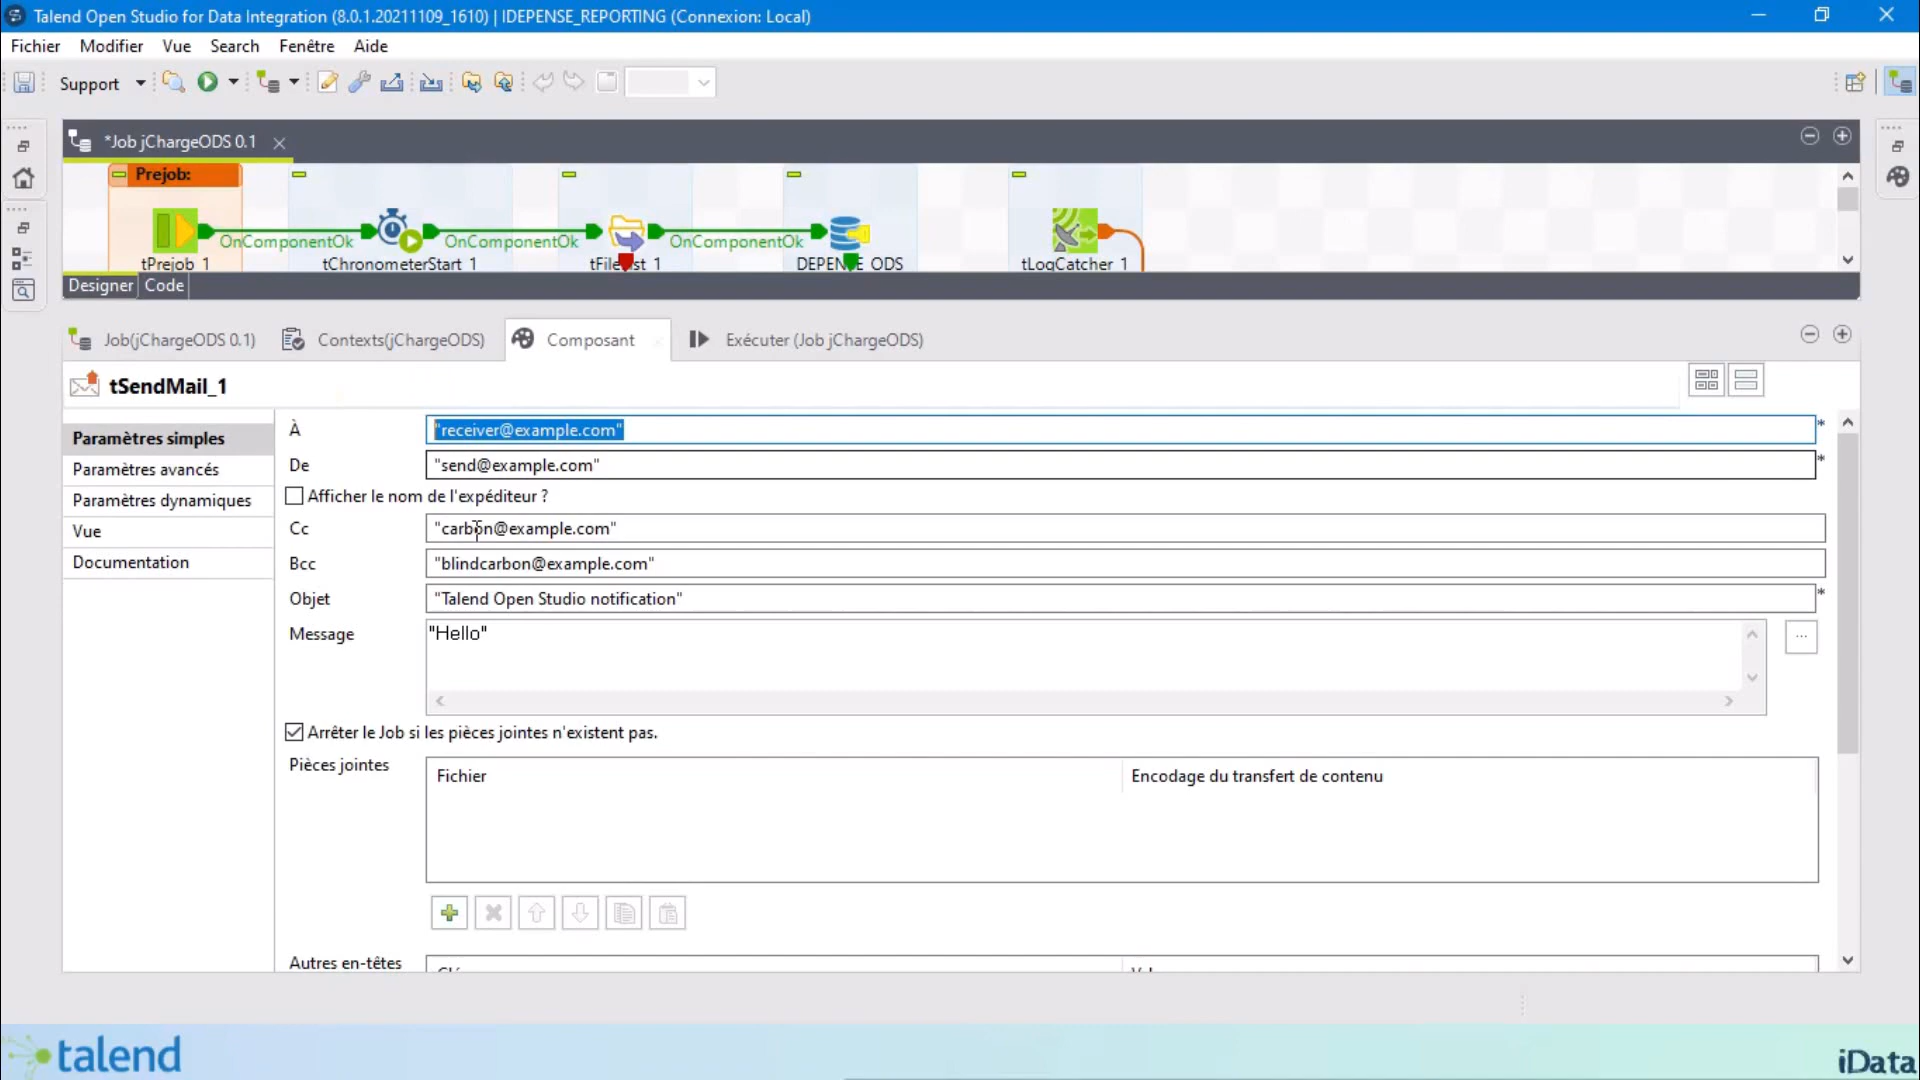 Talend Open Studio for Data Integration (8.0.1.20211109_1610) | IDEPENSE_REPORTING (Connexion: Local)
Fichier Modifier Vue Search Fenêtre Aide
Support
*Job jChargeODS 0.1
Prejob:
OnComponentOk OnComponentOk OnComponentOk
tPrejob_1 tChronometerStart_1 DEPENSE_ODS tLogCatcher_1
Designer Code
Job(jChargeODS 0.1) Contexts(jChargeODS) Composant Exécuter (Job jChargeODS)
tSendMail_1
Paramètres simples
Paramètres avancés
Paramètres dynamiques
Vue
Documentation
À "receiver@example.com" *
De "send@example.com" *
Afficher le nom de l'expéditeur ?
Cc "carbon@example.com"
Bcc "blindcarbon@example.com"
Objet "Talend Open Studio notification" *
Message "Hello"
...
Arrêter le Job si les pièces jointes n'existent pas.
Pièces jointes Fichier Encodage du transfert de contenu
Autres en-têtes
talend
iData